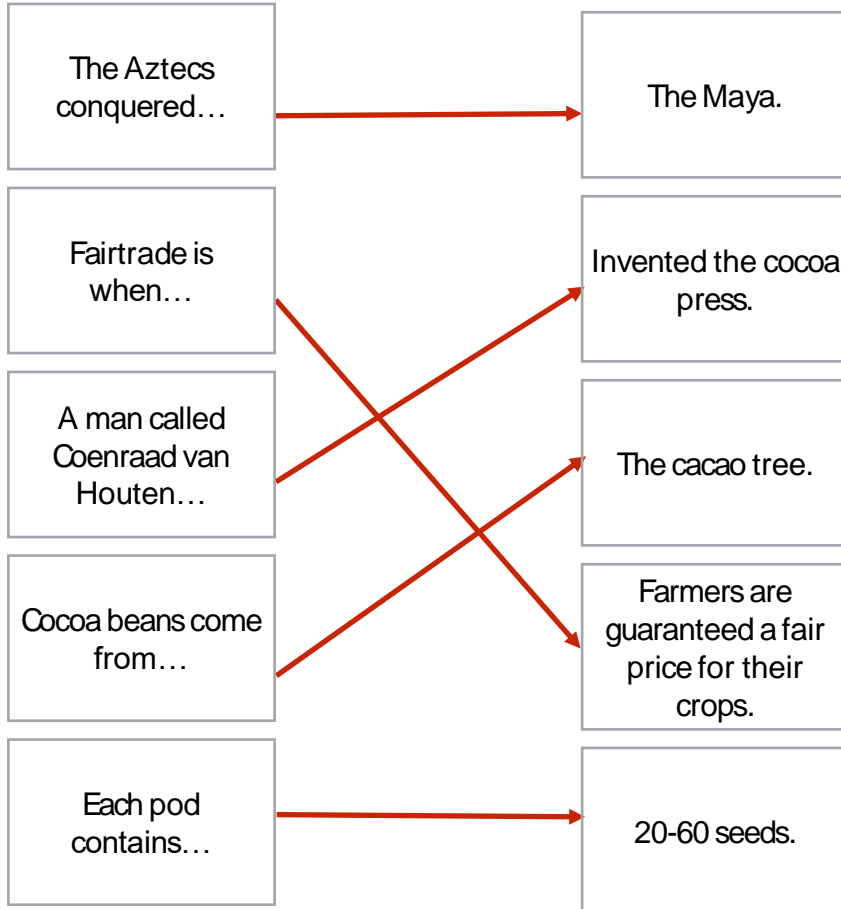 The Aztecs
conquered…
The Maya.
Fairtrade is
when…
Invented the cocoa
press.
A man called
Coenraad van
Houten…
The cacao tree.
Cocoa beans come
from…
Farmers are
guaranteed a fair
price for their
crops.
Each pod
contains…
20-60 seeds.